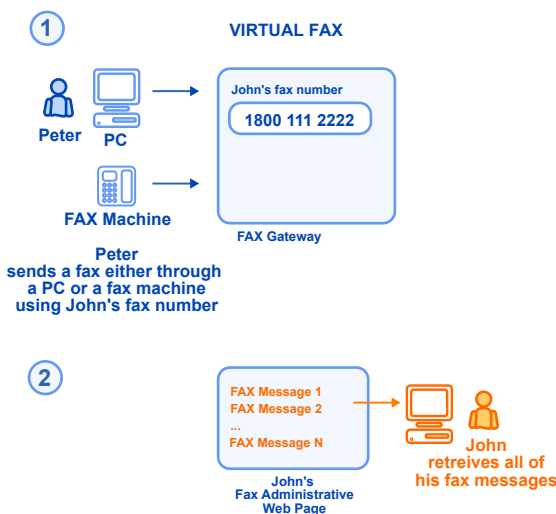 1
VIRTUAL FAX
John's fax number
1800 111 2222
Peter
PC
FAX Machine
FAX Gateway
Peter
sends a fax either through
a PC or a fax machine
using John's fax number
2
FAX Message 1
FAX Message 2
...
FAX Message N
John
retreives all of
his fax messages
John's
Fax Administrative
Web Page